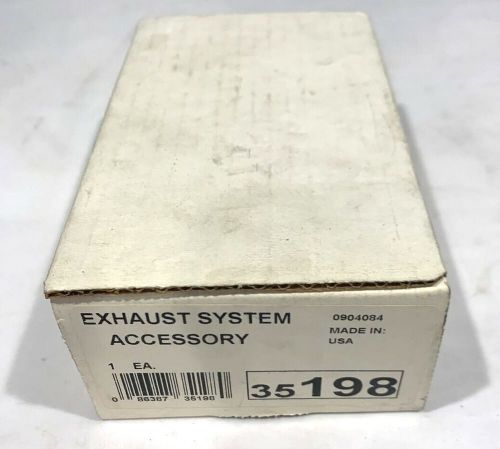 EXHAUST SYSTEM
ACCESSORY
0904084
MADE IN:
USA
1 EA.
0 86387 35198
35198